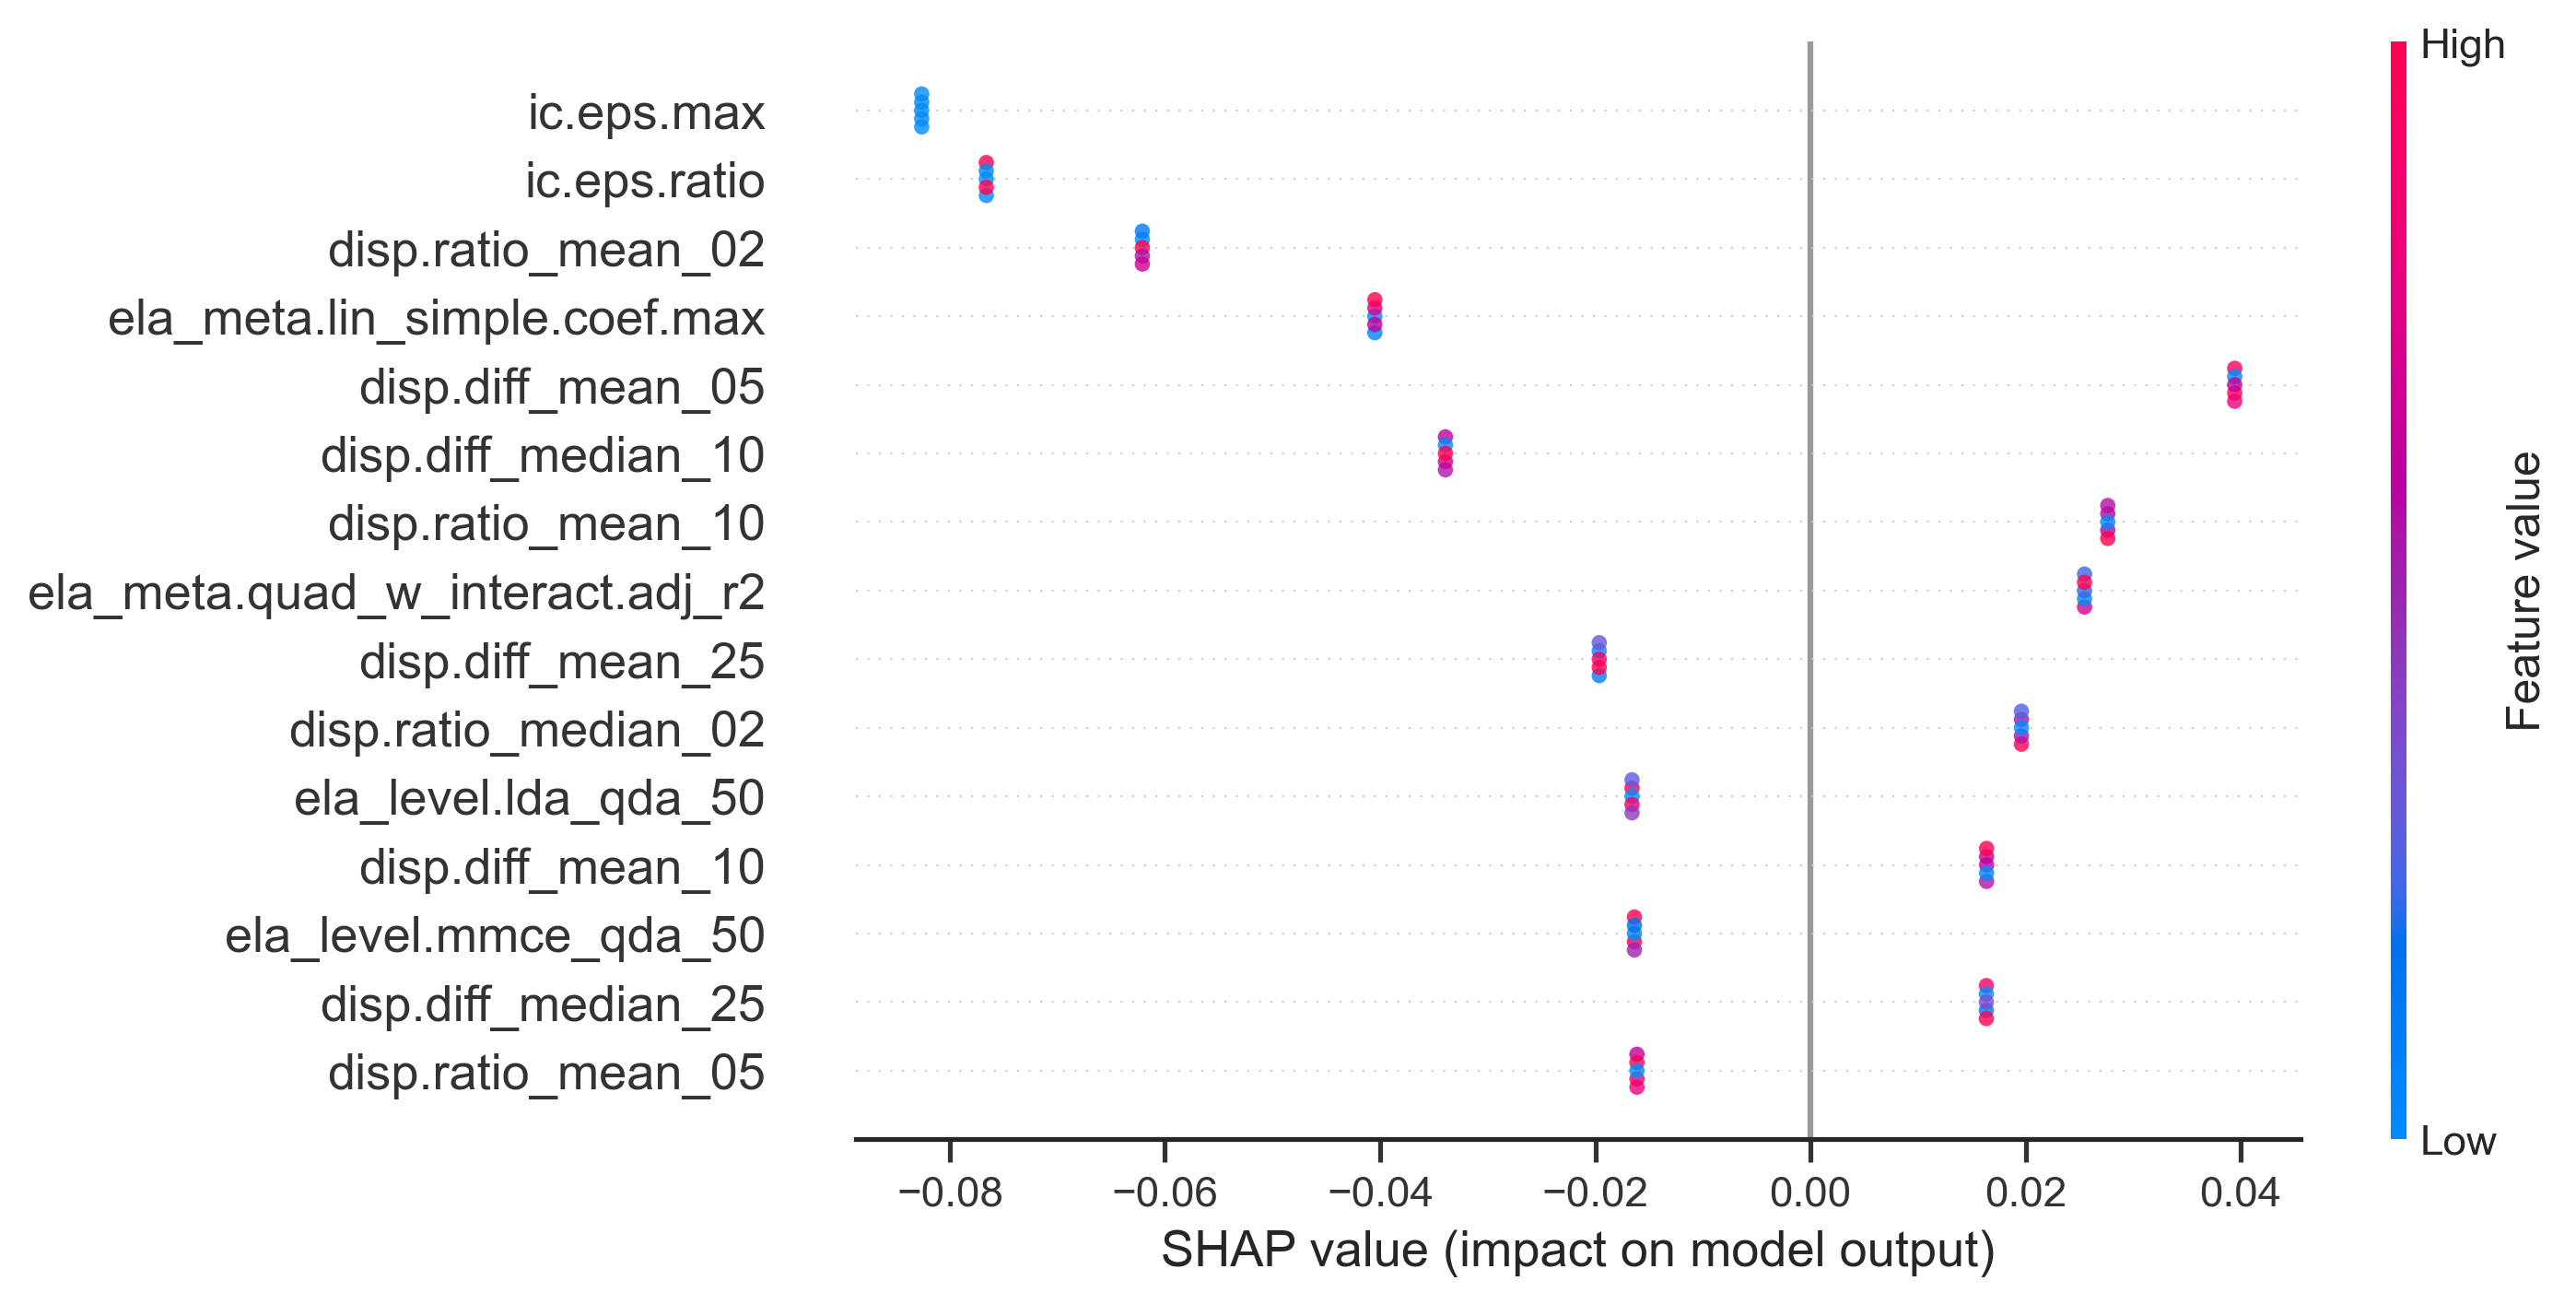 High
ic.eps.max
ic.eps.ratio
disp.ratio_mean_02
ela_meta.lin_simple.coef.max
disp.diff_mean_05
disp.diff_median_10
disp.ratio_mean_10
ela_meta.quad_w_interact.adj_r2
disp.diff_mean_25
disp.ratio_median_02
ela_level.lda_qda_50
disp.diff_mean_10
ela_level.mmce_qda_50
disp.diff_median_25
disp.ratio_mean_05
Feature value
Low
−0.08 −0.06 −0.04 −0.02 0.00 0.02 0.04
SHAP value (impact on model output)